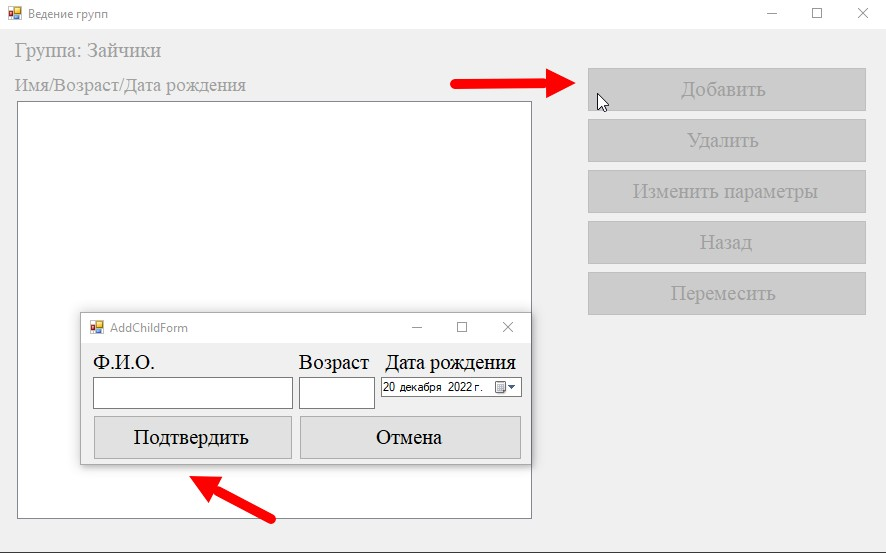 Ведение групп
Группа: Зайчики
Имя/Возраст/Дата рождения
Добавить
Удалить
Изменить параметры
Назад
Перемесить
AddChildForm
Ф.И.О. Возраст Дата рождения
20 декабря 2022 г.
Подтвердить Отмена